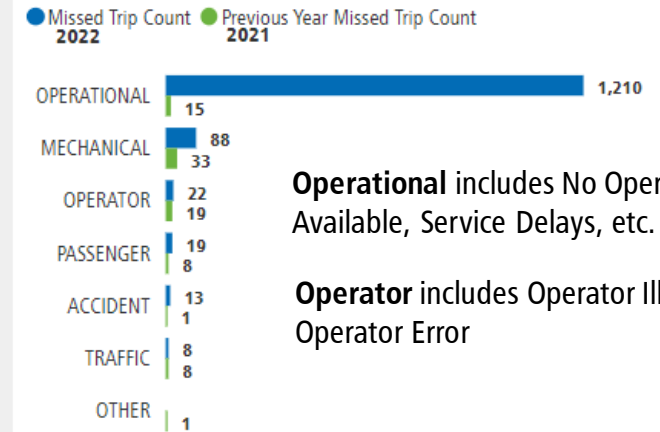 Missed Trip Count Previous Year Missed Trip Count
2022 2021
OPERATIONAL 1,210
15
MECHANICAL 88
33
OPERATOR 22
19
PASSENGER 19
8
ACCIDENT 13
1
TRAFFIC 8
8
OTHER 1
Operational includes No
Available, Service Delays, etc.
Operator includes Operator
Operator Error